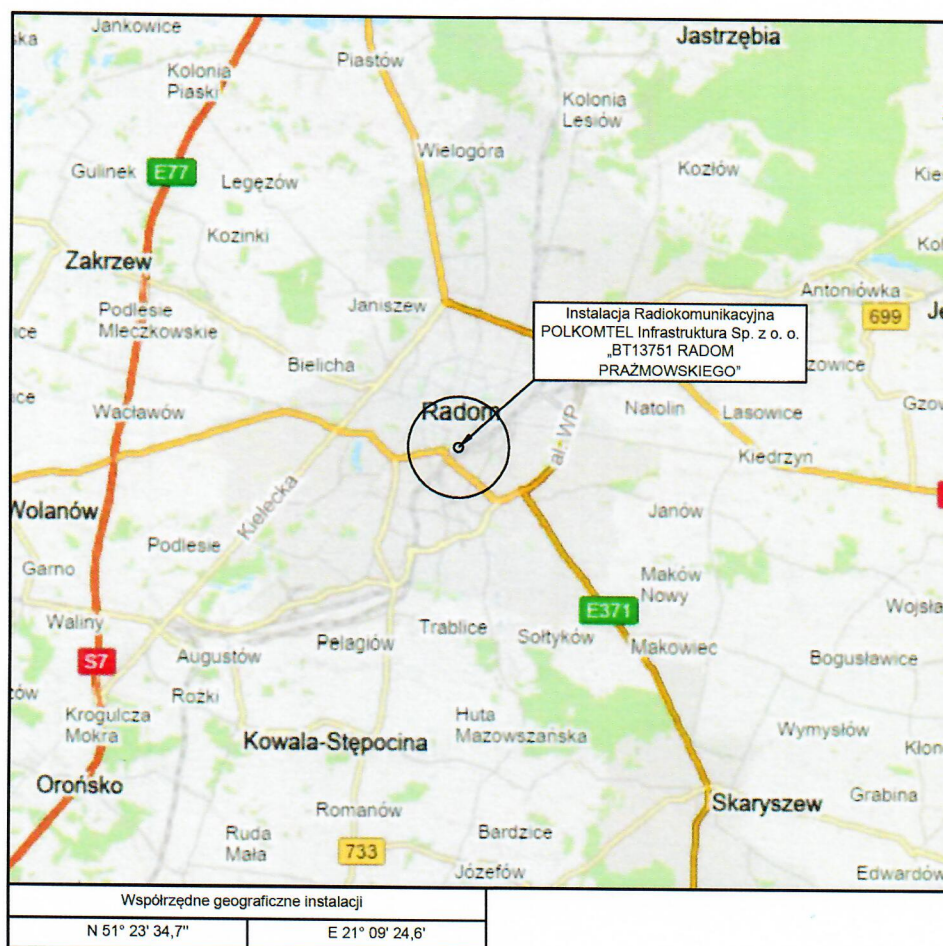 Jankowice
Jastrzębia
Piastów
Kolonia
Piaski
Kolonia
Lesiów
Wielogóra
Gulinek
E77
Legęzów
Kozłów
Kozinki
Zakrzew
Podlesie
Mleczkowskie
Janiszew
Antoniówka
699
Instalacja Radiokomunikacyjna
POLKOMTEL Infrastruktura Sp. z o. o.
„BT13751 RADOM
PRAŻMOWSKIEGO”
Bielicha
Wacławów
Radom
Natolin
Lasowice
al. WP
Kiedrzyn
Kielecka
Wolanów
Janów
Podlesie
Garno
Maków
Nowy
E371
Waliny
Trablice
Sołtyków
Pelagiów
Makowiec
S7
Augustów
Bogusławice
Rożki
Krogulcza
Mokra
Huta
Mazowszańska
Wymysłów
Kowala-Stępocina
Orońsko
Skaryszew
Grabina
Romanów
Ruda
Mała
Bardzice
733
Józefów
Edwardów
Współrzędne geograficzne instalacji
N 51° 23' 34,7"
E 21° 09' 24,6'